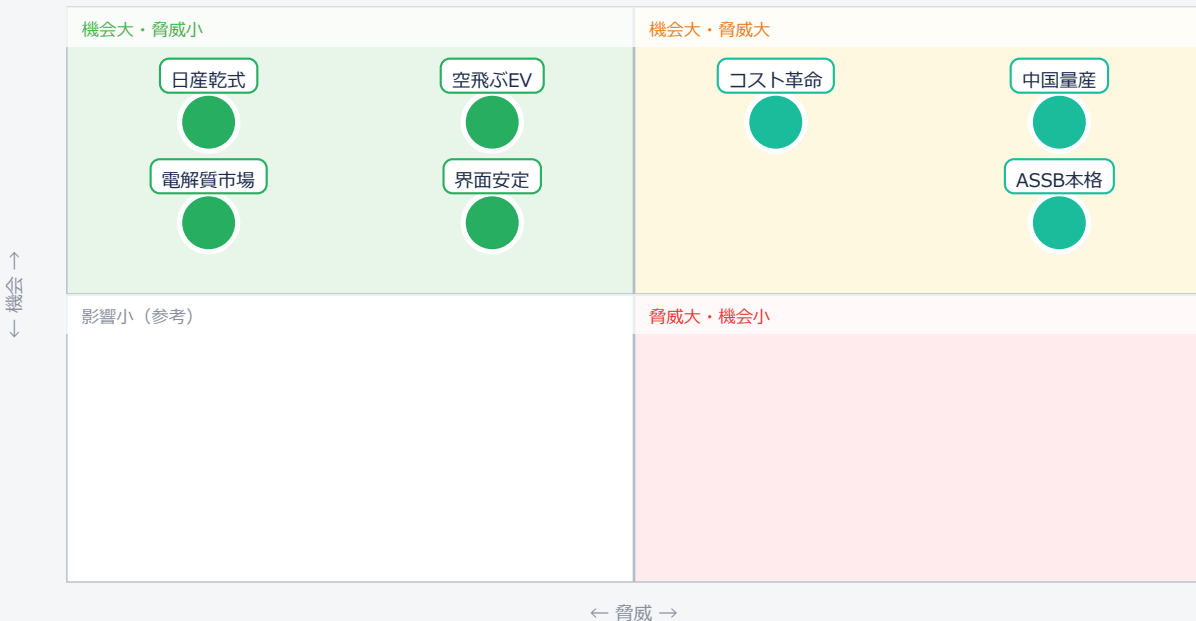 機会大・脅威小
機会大・脅威大
日産乾式
空飛ぶEV
コスト革命
中国量産
電解質市場
界面安定
ASSB本格
← 機会 →
影響小（参考）
脅威大・機会小
← 脅威 →